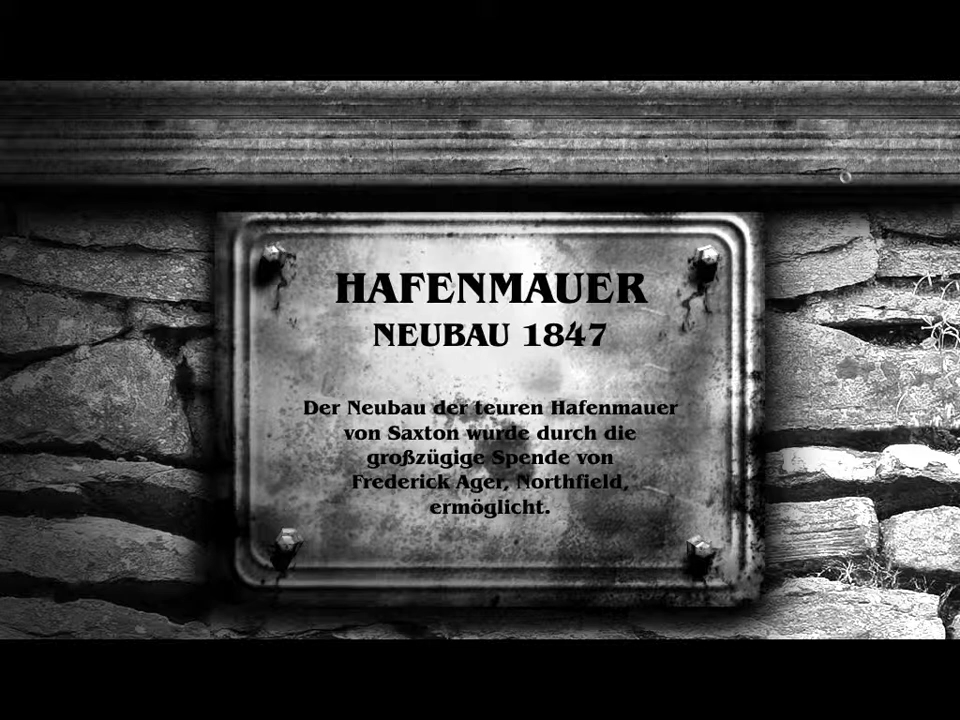 HAFENMAUER
NEUBAU 1847
Der Neubau der teuren Hafenmauer
von Saxton wurde durch die
großzügige Spende von
Frederick Ager, Northfield,
ermöglicht.